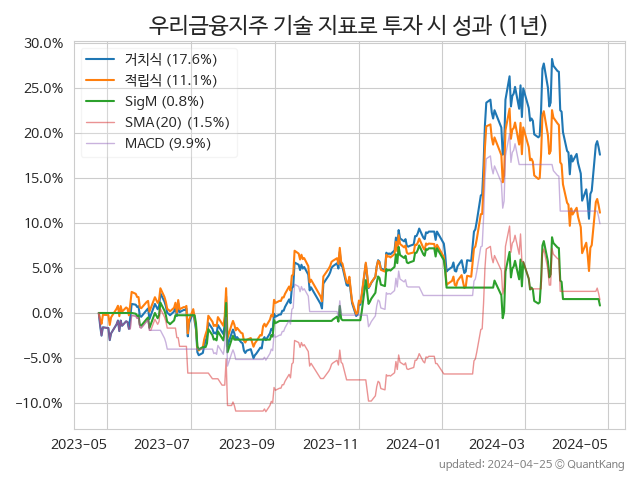 우리금융지주 기술 지표로 투자 시 성과 (1년)
30.0%
25.0%
20.0%
15.0%
10.0%
5.0%
0.0%
−5.0%
−10.0%
거치식 (17.6%)
적립식 (11.1%)
SigM (0.8%)
SMA(20) (1.5%)
MACD (9.9%)
2023-05 2023-07 2023-09 2023-11 2024-01 2024-03 2024-05
updated: 2024-04-25 © QuantKang